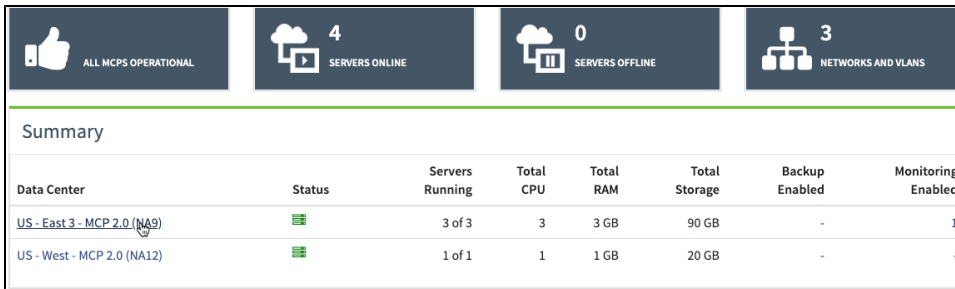 4
0
3
ALL MCPS OPERATIONAL
SERVERS ONLINE
SERVERS OFFLINE
NETWORKS AND VLANS
Summary
Data Center Status Servers Running Total CPU Total RAM Total Storage Backup Enabled Monitoring Enabled
US - East 3 - MCP 2.0 (NA9) 3 of 3 3 3 GB 90 GB - 1
US - West - MCP 2.0 (NA12) 1 of 1 1 1 GB 20 GB - -